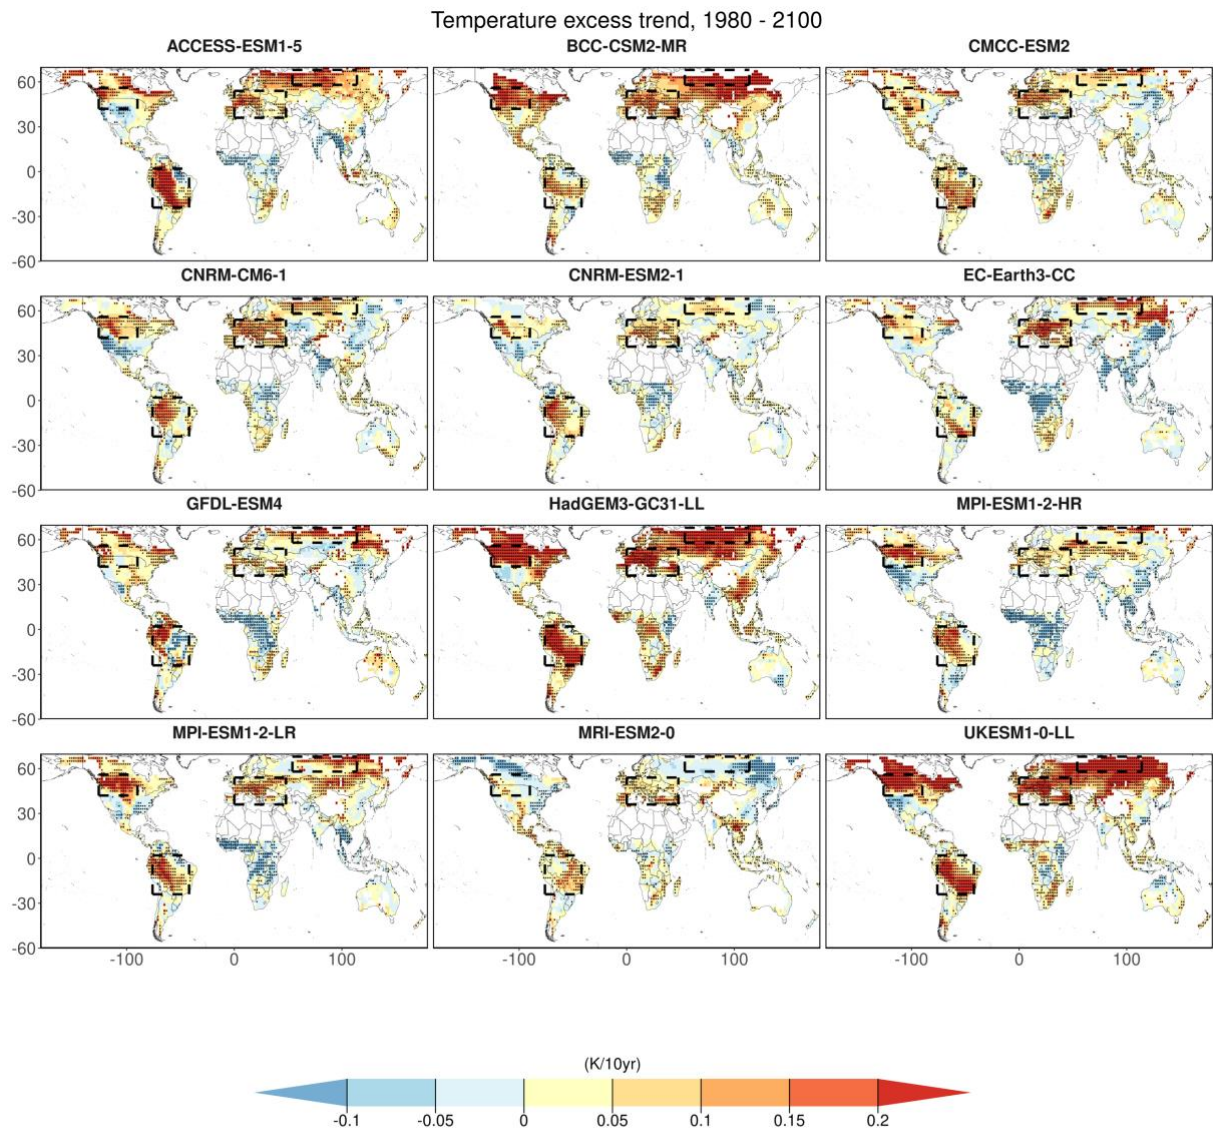 Temperature excess trend, 1980 - 2100
ACCESS-ESM1-5 BCC-CSM2-MR CMCC-ESM2
60
30
0
-30
-60
CNRM-CM6-1 CNRM-ESM2-1 EC-Earth3-CC
60
30
0
-30
-60
GFDL-ESM4 HadGEM3-GC31-LL MPI-ESM1-2-HR
60
30
0
-30
-60
MPI-ESM1-2-LR MRI-ESM2-0 UKESM1-0-LL
60
30
0
-30
-60
-100 0 100 -100 0 100 -100 0 100
(K/10yr)
-0.1 -0.05 0 0.05 0.1 0.15 0.2